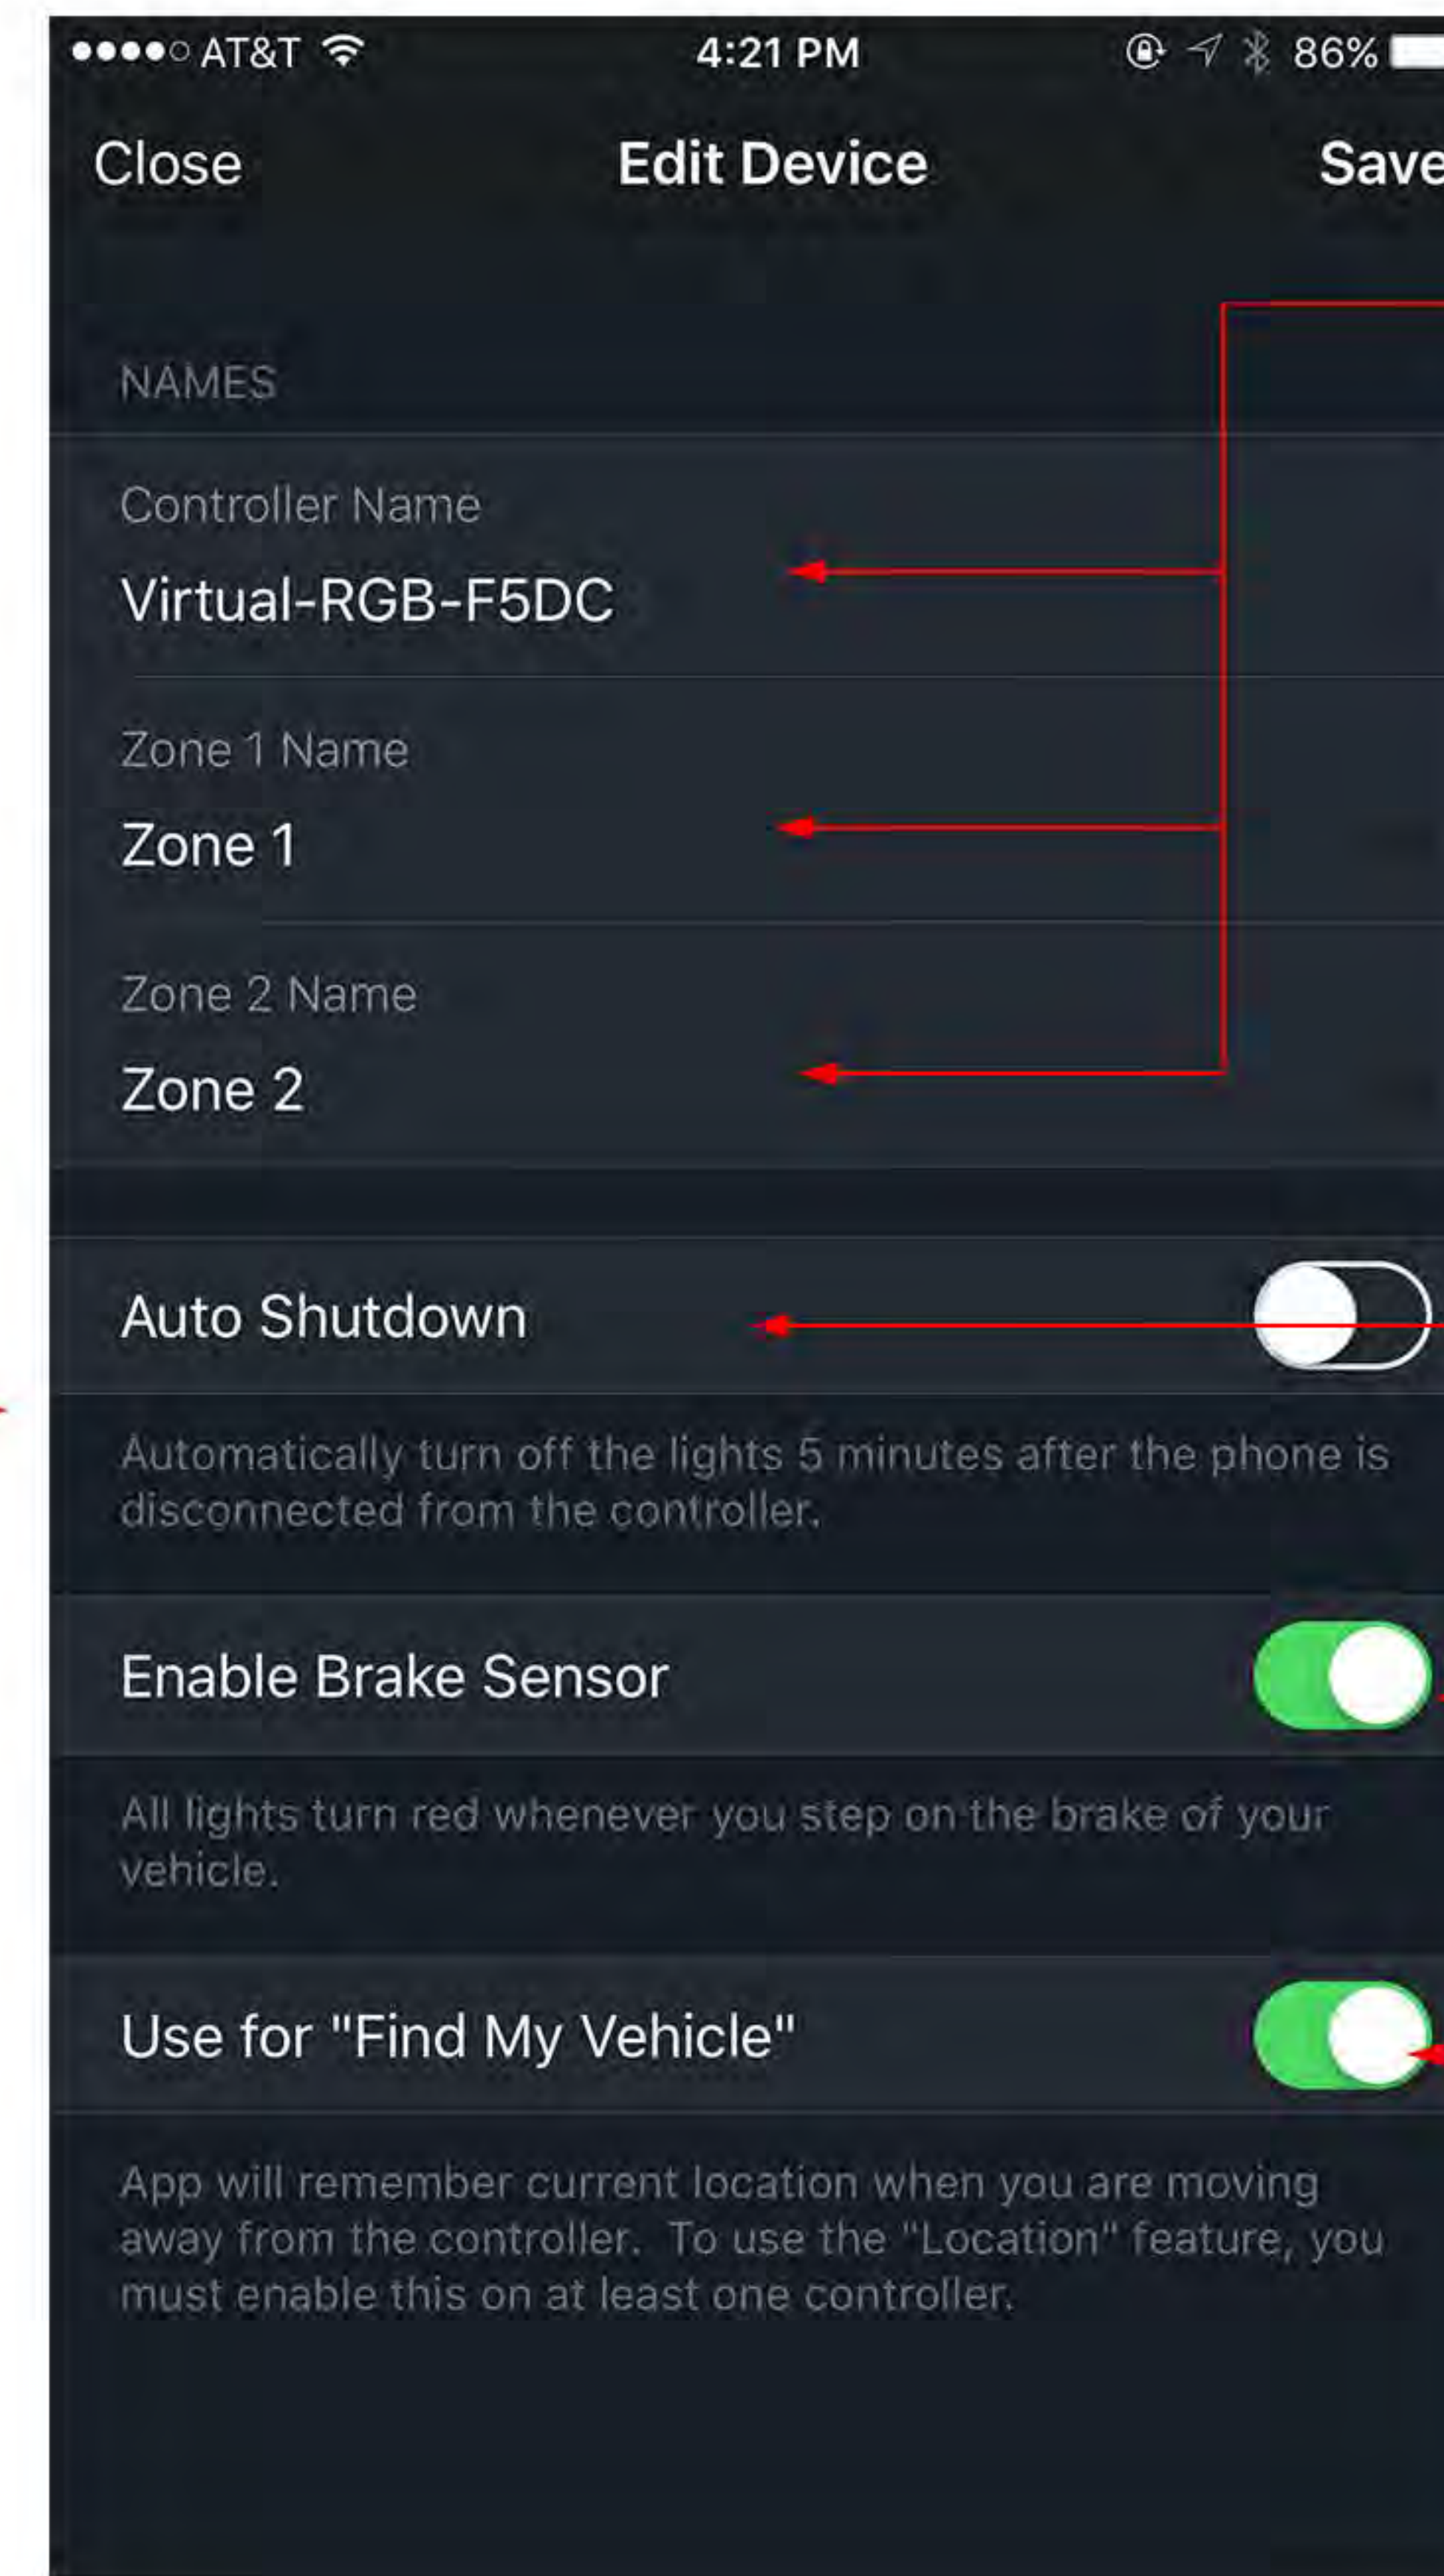 AT&T 4:21 PM 86%
Close Edit Device Save
NAMES
Controller Name
Virtual-RGB-F5DC
Zone 1 Name
Zone 1
Zone 2 Name
Zone 2
Auto Shutdown
Automatically turn off the lights 5 minutes after the phone is
disconnected from the controller.
Enable Brake Sensor
All lights turn red whenever you step on the brake of your
vehicle.
Use for "Find My Vehicle"
App will remember current location when you are moving
away from the controller.  To use the "Location" feature, you
must enable this on at least one controller.